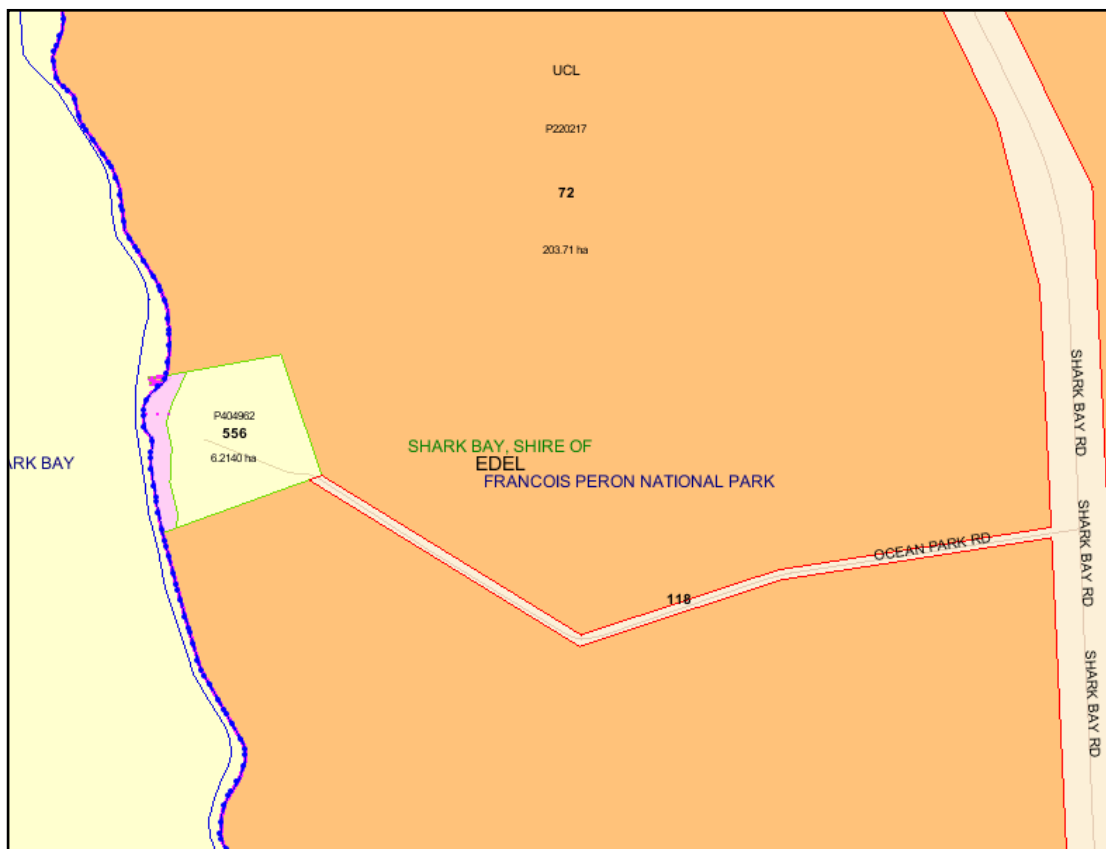 UCL
P220217
72
203.71 ha
SHARK BAY RD
P404962
556
6.2140 ha
SHARK BAY, SHIRE OF
EDEL
FRANCOIS PERON NATIONAL PARK
ARK BAY
SHARK BAY RD
OCEAN PARK RD
118
SHARK BAY RD